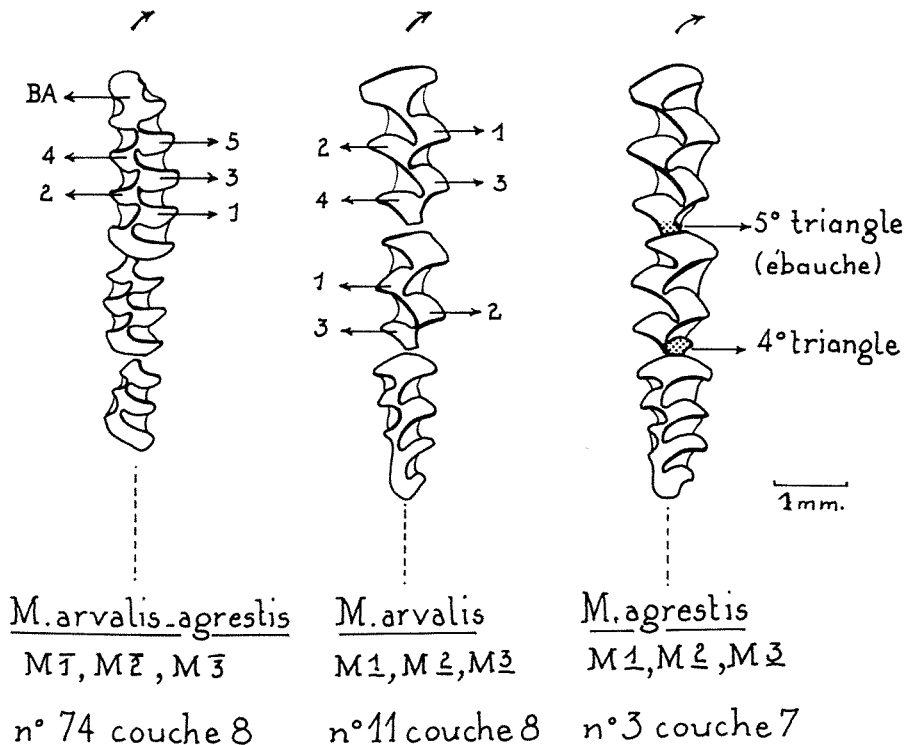 BA
4
2
5
3
1
2
4
1
3
1
3
2
5° triangle
(ébauche)
4° triangle
1mm.
M.arvalis-agrestis
M1̅, M2̅, M3̅
n° 74 couche 8
M.arvalis
M1̲, M2̲, M3̲
n°11 couche 8
M.agrestis
M1̲, M2̲, M3̲
n°3 couche 7